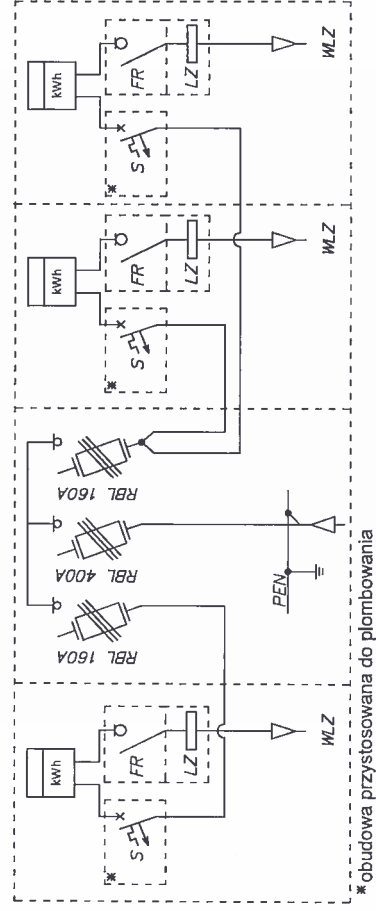 kWh
*
S
FR
LZ
WLZ
RBL 160A
RBL 400A
RBL 160A
PEN
kWh
*
S
FR
LZ
WLZ
kWh
*
S
FR
LZ
WLZ
* obudowa przystosowana do plombowania